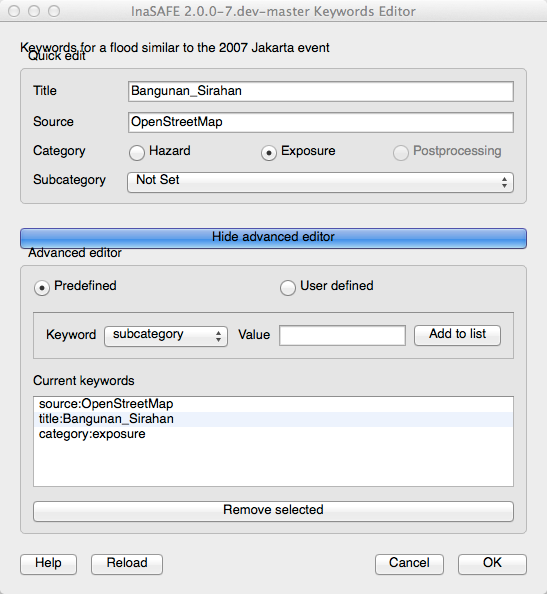 InaSAFE 2.0.0-7.dev-master Keywords Editor
Keywords for a flood similar to the 2007 Jakarta event
Quick edit
Title Bangunan_Sirahan
Source OpenStreetMap
Category Hazard Exposure Postprocessing
Subcategory Not Set
Hide advanced editor
Advanced editor
Predefined User defined
Keyword subcategory Value Add to list
Current keywords
source:OpenStreetMap
title:Bangunan_Sirahan
category:exposure
Remove selected
Help Reload Cancel OK